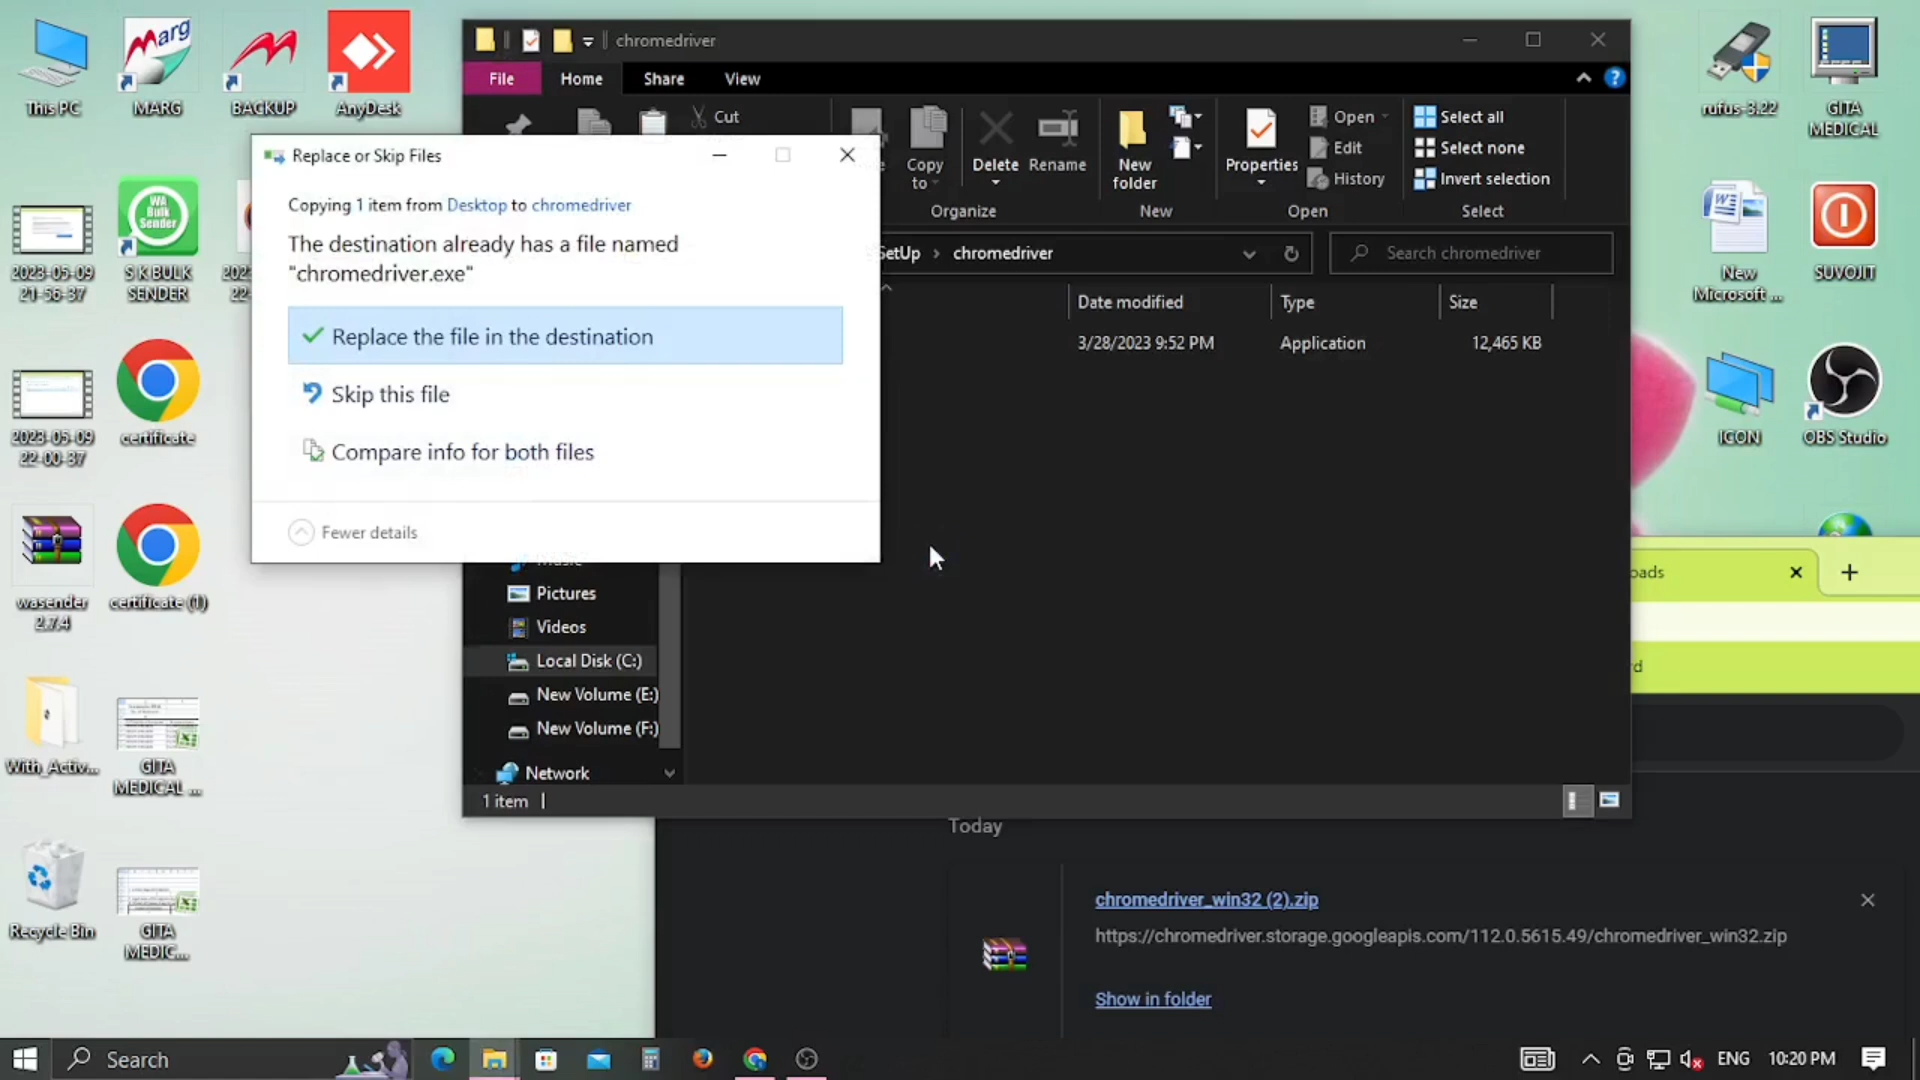 This PC
MARG
BACKUP
AnyDesk
2023-05-09
21-56-37
S K BULK
SENDER
WA
Bulk
Sender
2023-05-09
22-00-37
certificate
wasender
2.7.4
certificate (1)
With_Activ...
GITA
MEDICAL ...
Recycle Bin
GITA
MEDIC...
chromedriver
File
Home
Share
View
Cut
Copy
to
Delete
Rename
Organize
New
folder
New
Properties
Open
Edit
History
Open
Select all
Select none
Invert selection
Select
SetUp
chromedriver
Search chromedriver
Date modified
Type
Size
3/28/2023 9:52 PM
Application
12,465 KB
Replace or Skip Files
Copying 1 item from Desktop to chromedriver
The destination already has a file named
"chromedriver.exe"
Replace the file in the destination
Skip this file
Compare info for both files
Fewer details
Music
Pictures
Videos
Local Disk (C:)
New Volume (E:)
New Volume (F:)
Network
1 item
rufus-3.22
GITA
MEDICAL
New
Microsoft ...
SUVOJIT
ICON
OBS Studio
oads
rd
Today
chromedriver_win32 (2).zip
https://chromedriver.storage.googleapis.com/112.0.5615.49/chromedriver_win32.zip
Show in folder
Search
ENG
10:20 PM